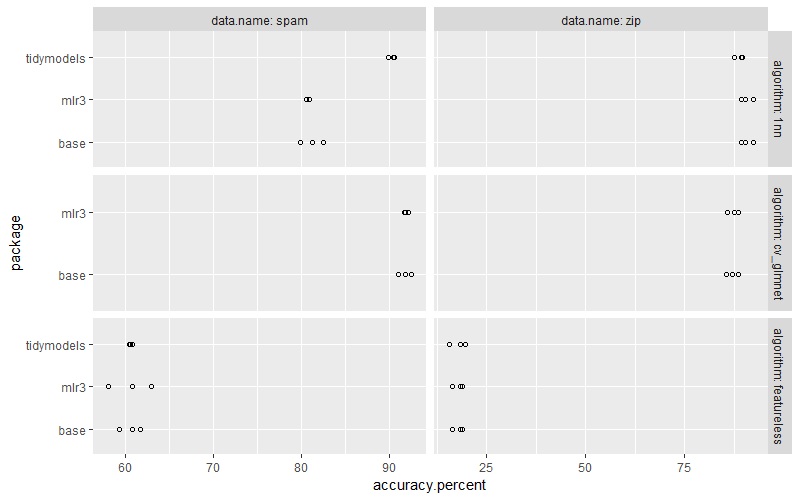 data.name: spam
data.name: zip
tidymodels
mlr3
base
algorithm: 1nn
mlr3
base
algorithm: cv_glmnet
tidymodels
mlr3
base
algorithm: featureless
package
60 70 80 90
25 50 75
accuracy.percent